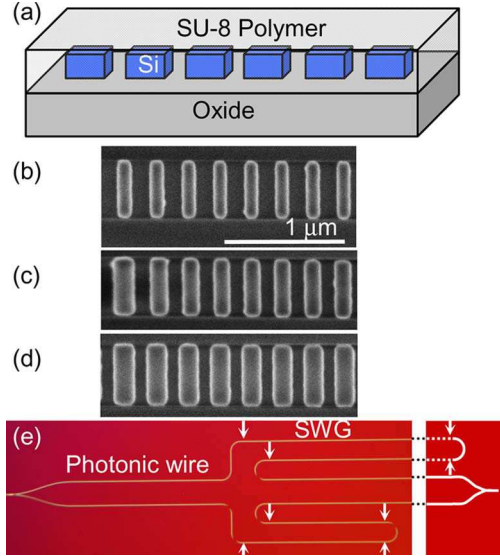 (a)
SU-8 Polymer
Si
Oxide
(b)
1 μm
(c)
(d)
(e)
SWG
Photonic wire